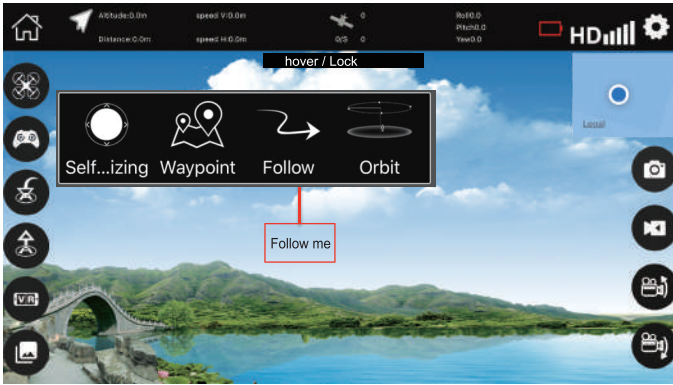 Altitude:0.0m
speed V:0.0m
0
Roll:0.0
Distance:0.0m
speed H:0.0m
0/S
0
Pitch:0.0
Yaw:0.0
HD
hover / Lock
Self...izing
Waypoint
Follow
Orbit
Follow me
VR